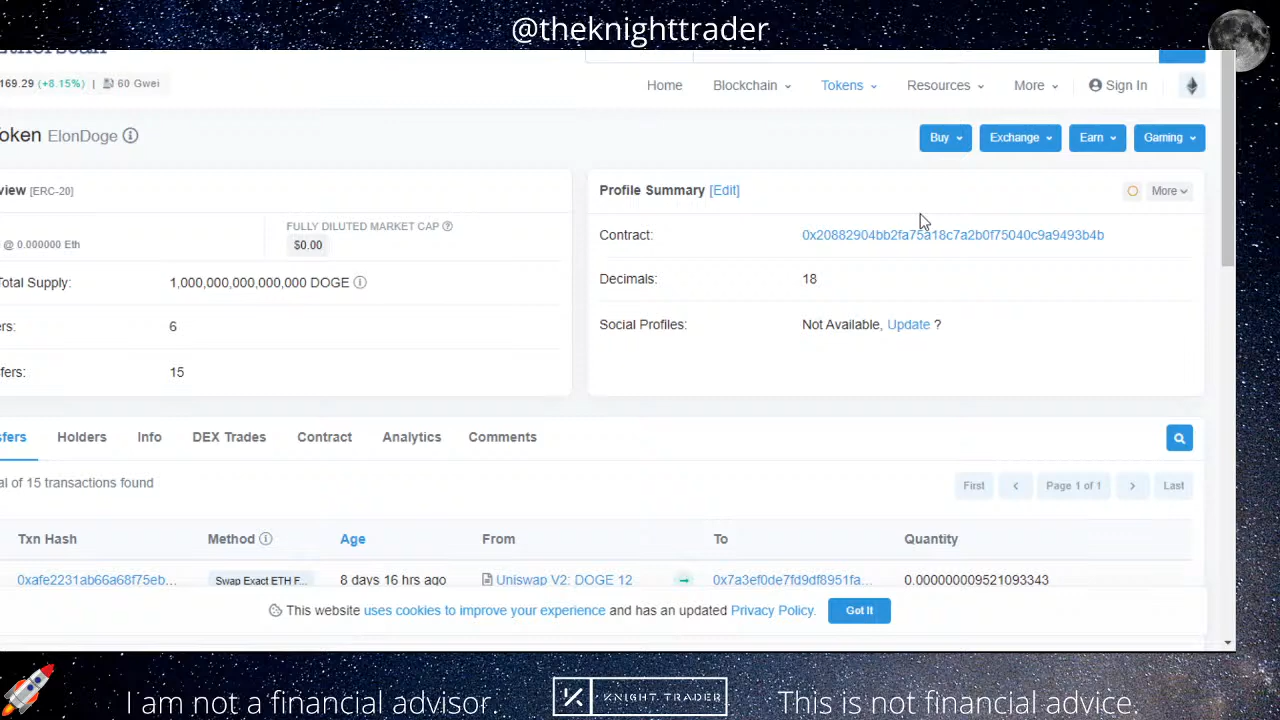 @theknighttrader
169.29 (+8.15%) | 60 Gwei
Home Blockchain Tokens Resources More Sign In
oken ElonDoge
Buy Exchange Earn Gaming
view [ERC-20]
Profile Summary [Edit]
More
FULLY DILUTED MARKET CAP
@ 0.000000 Eth
$0.00
Contract: 0x20882904bb2fa75a18c7a2b0f75040c9a9493b4b
Total Supply: 1,000,000,000,000,000 DOGE
Decimals: 18
ers: 6
Social Profiles: Not Available, Update ?
fers: 15
sfers Holders Info DEX Trades Contract Analytics Comments
al of 15 transactions found
First Page 1 of 1 Last
Txn Hash Method Age From To Quantity
0xafe2231ab66a68f75eb... Swap Exact ETH F... 8 days 16 hrs ago Uniswap V2: DOGE 12 0x7a3ef0de7fd9df8951fa... 0.000000009521093343
This website uses cookies to improve your experience and has an updated Privacy Policy. Got It
I am not a financial advisor. KNIGHT TRADER This is not financial advice.